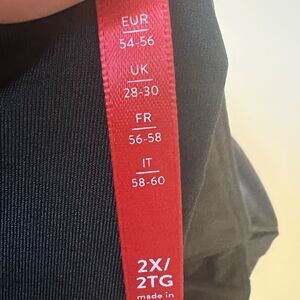 EUR
54-56
UK
28-30
FR
56-58
IT
58-60
2X/
2TG
made in